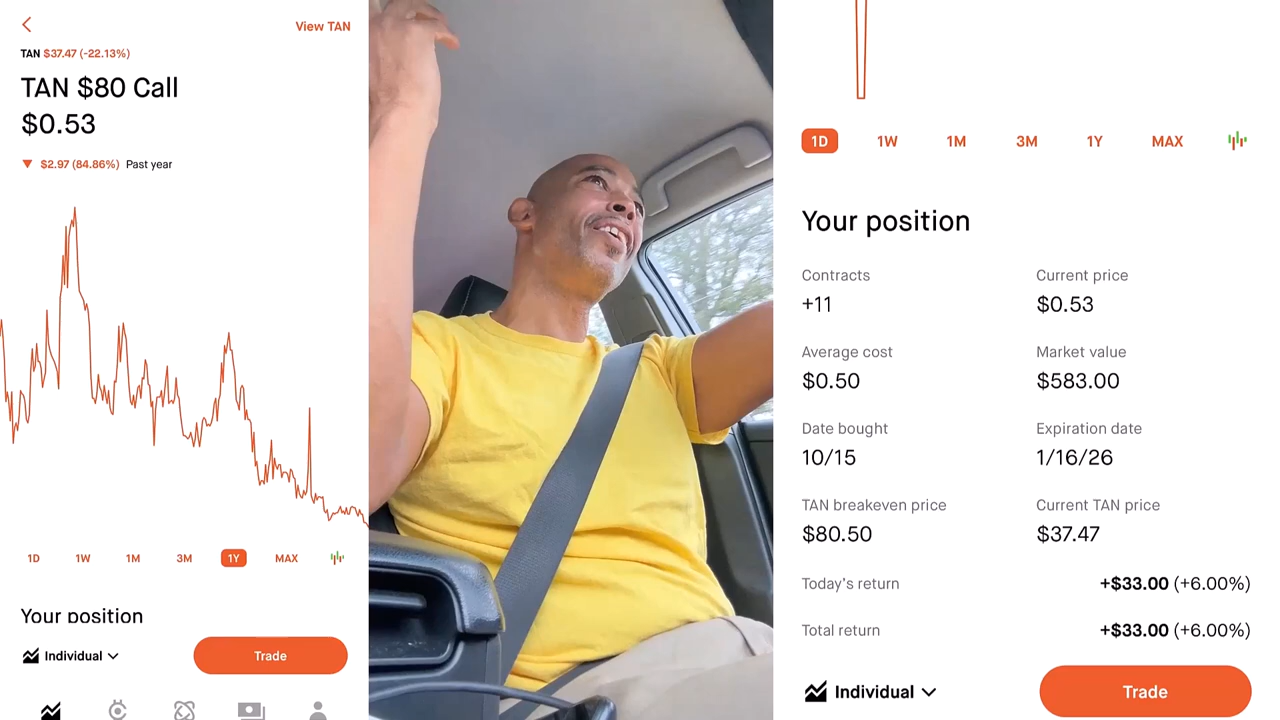 View TAN
TAN $37.47 (-22.13%)
TAN $80 Call
$0.53
$2.97 (84.86%) Past year
1D 1W 1M 3M 1Y MAX
Your position
Individual
Trade
1D 1W 1M 3M 1Y MAX
Your position
Contracts Current price
+11 $0.53
Average cost Market value
$0.50 $583.00
Date bought Expiration date
10/15 1/16/26
TAN breakeven price Current TAN price
$80.50 $37.47
Today's return +$33.00 (+6.00%)
Total return +$33.00 (+6.00%)
Individual Trade